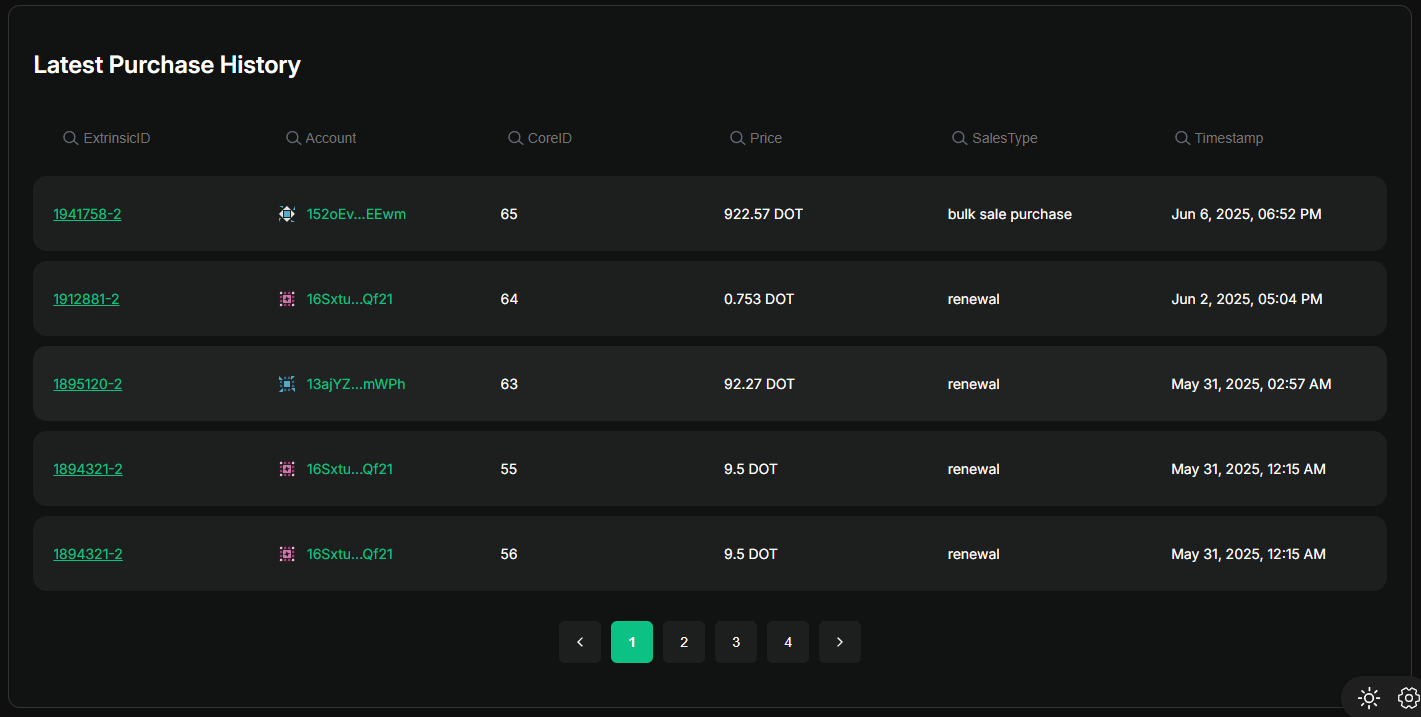 Latest Purchase History
ExtrinsicID Account CoreID Price SalesType Timestamp
1941758-2 152oEv...EEwm 65 922.57 DOT bulk sale purchase Jun 6, 2025, 06:52 PM
1912881-2 16Sxtu...Qf21 64 0.753 DOT renewal Jun 2, 2025, 05:04 PM
1895120-2 13ajYZ...mWPh 63 92.27 DOT renewal May 31, 2025, 02:57 AM
1894321-2 16Sxtu...Qf21 55 9.5 DOT renewal May 31, 2025, 12:15 AM
1894321-2 16Sxtu...Qf21 56 9.5 DOT renewal May 31, 2025, 12:15 AM
1 2 3 4